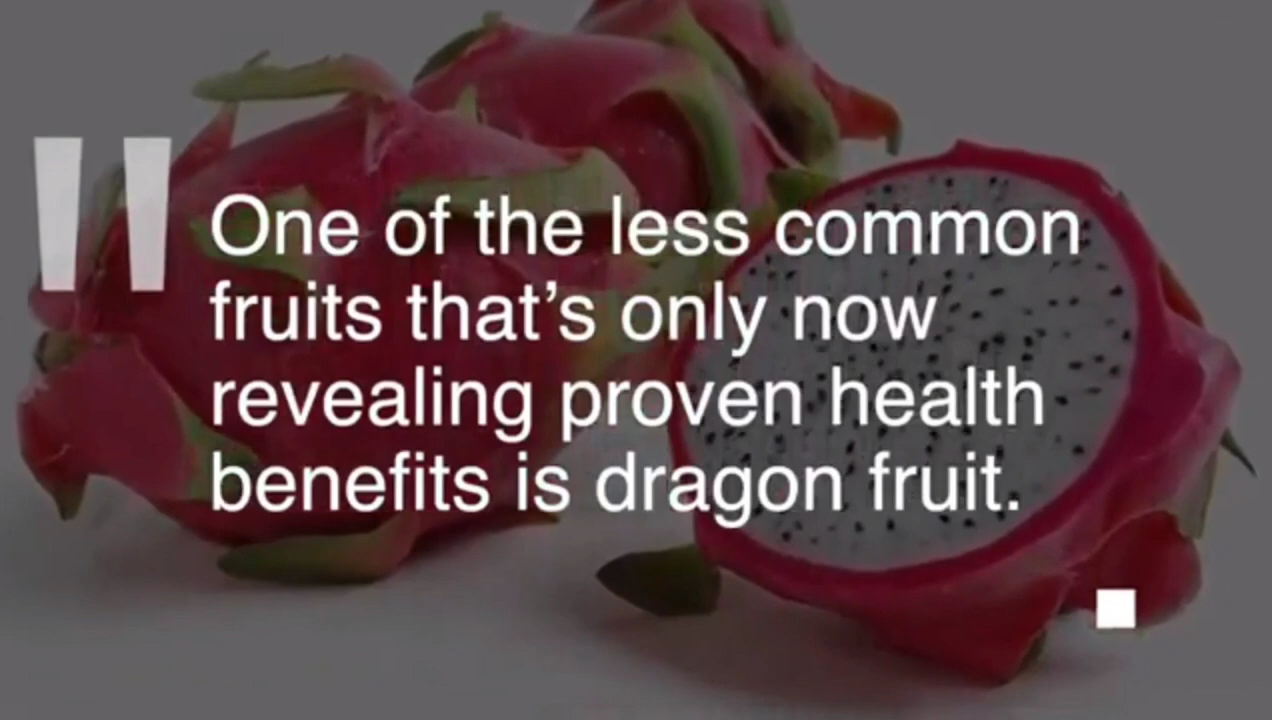 "
One of the less common
fruits that’s only now
revealing proven health
benefits is dragon fruit.